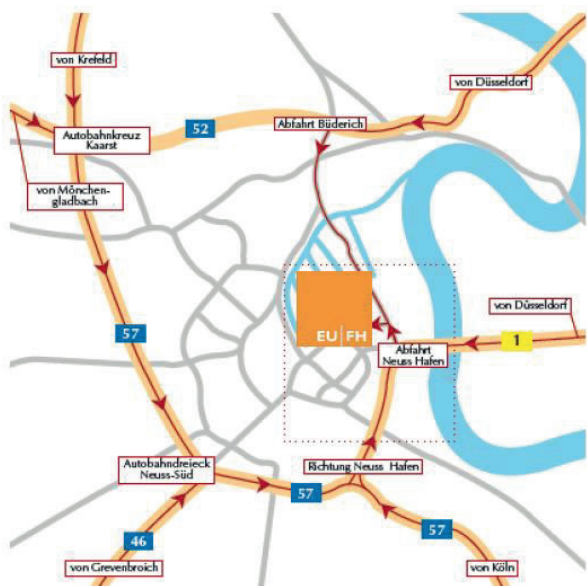 von Krefeld
von Düsseldorf
Abfahrt Büderich
52
Autobahnkreuz
Kaarst
von Mönchen-
gladbach
von Düsseldorf
57
EU|FH
1
Abfahrt
Neuss Hafen
Autobahndreieck
Neuss-Süd
Richtung Neuss Hafen
57
57
46
von Grevenbroich
von Köln